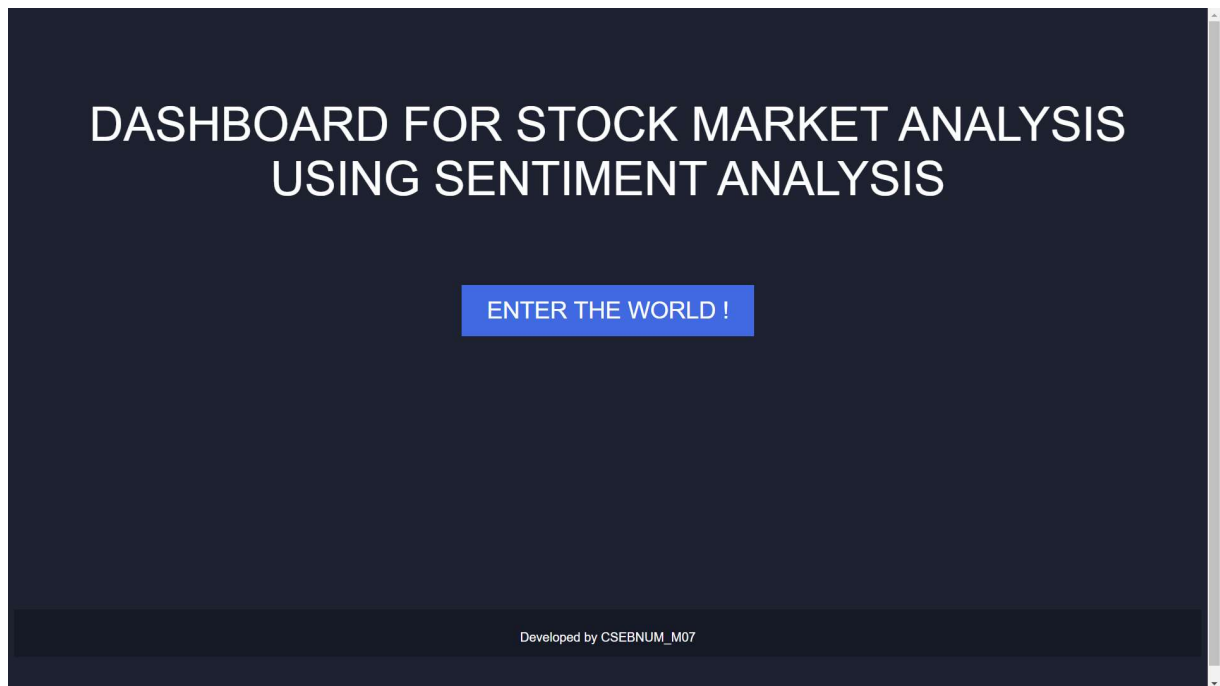 DASHBOARD FOR STOCK MARKET ANALYSIS
USING SENTIMENT ANALYSIS
ENTER THE WORLD !
Developed by CSEBNUM_M07